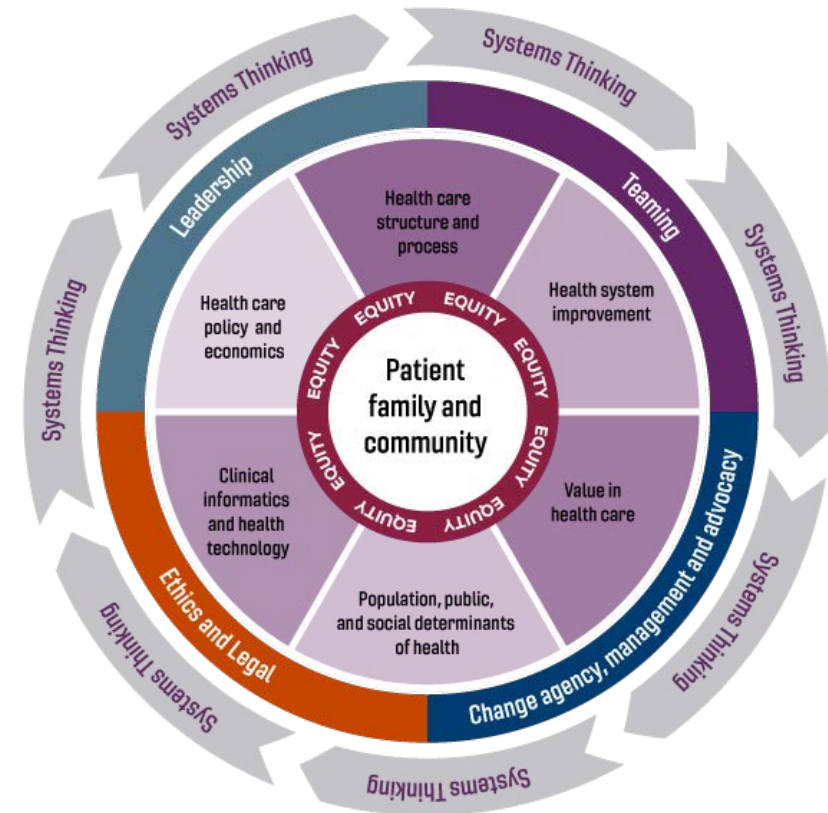 Systems Thinking
Systems Thinking
Systems Thinking
Systems Thinking
Systems Thinking
Systems Thinking
Systems Thinking
Leadership
Teaming
Change agency, management and advocacy
Ethics and Legal
Health care
structure and
process
Health system
improvement
Value in
health care
Population, public,
and social determinants
of health
Clinical
informatics
and health
technology
Health care
policy and
economics
EQUITY
EQUITY
EQUITY
EQUITY
EQUITY
EQUITY
EQUITY
EQUITY
Patient
family and
community